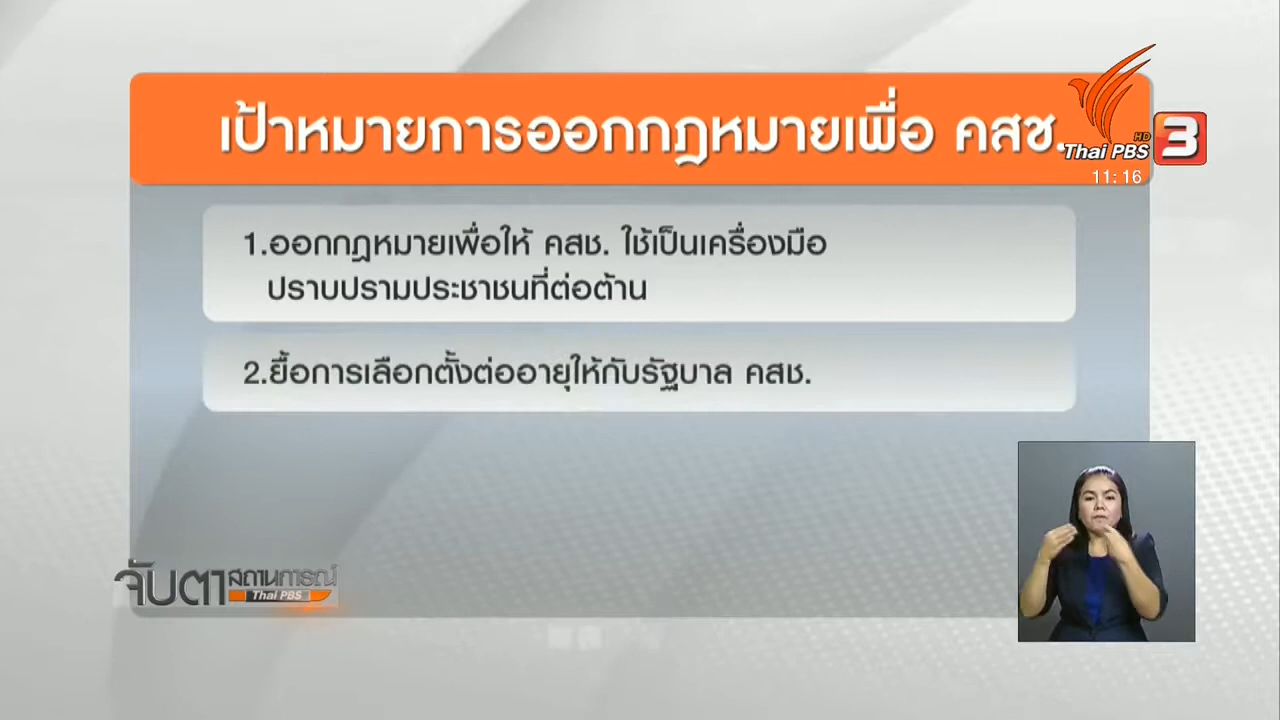 เป้าหมายการออกกฎหมายเพื่อ คสช.
HD
Thai PBS
3
11:16
1.ออกกฎหมายเพื่อให้ คสช. ใช้เป็นเครื่องมือ
ปราบปรามประชาชนที่ต่อต้าน
2.ยื้อการเลือกตั้งต่ออายุให้กับรัฐบาล คสช.
จับตาสถานการณ์
Thai PBS